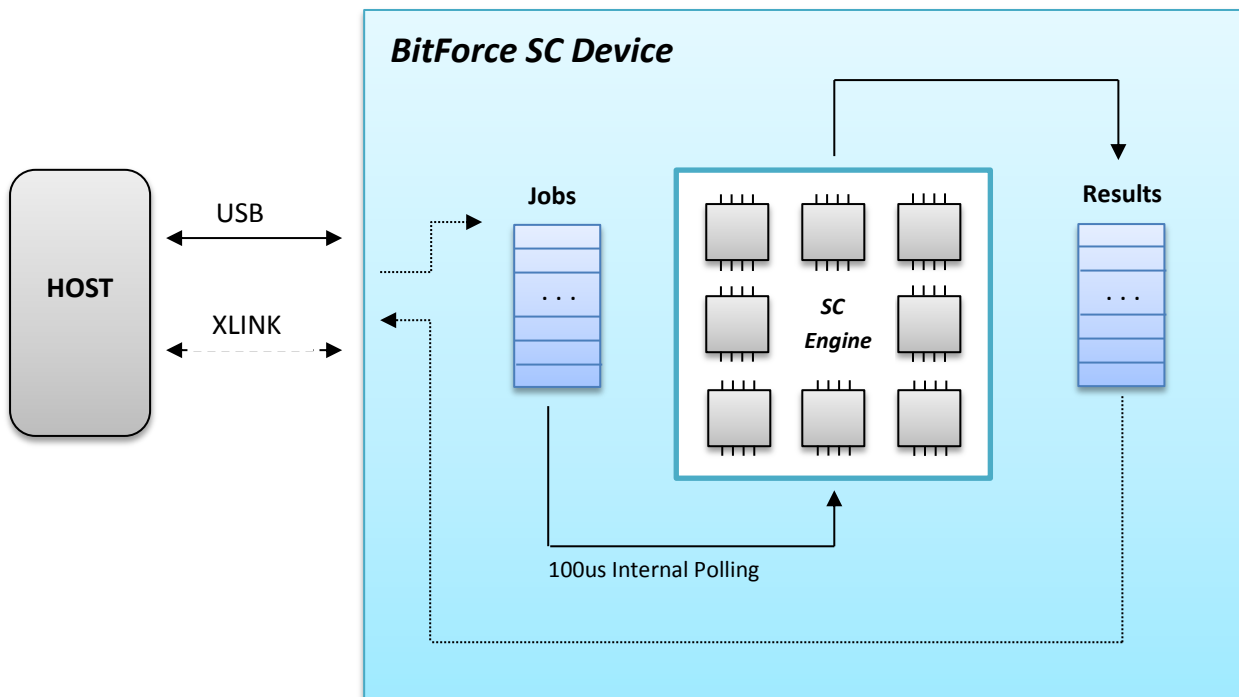 BitForce SC Device
USB
HOST
XLINK
Jobs
. . .
SC
Engine
Results
. . .
100us Internal Polling